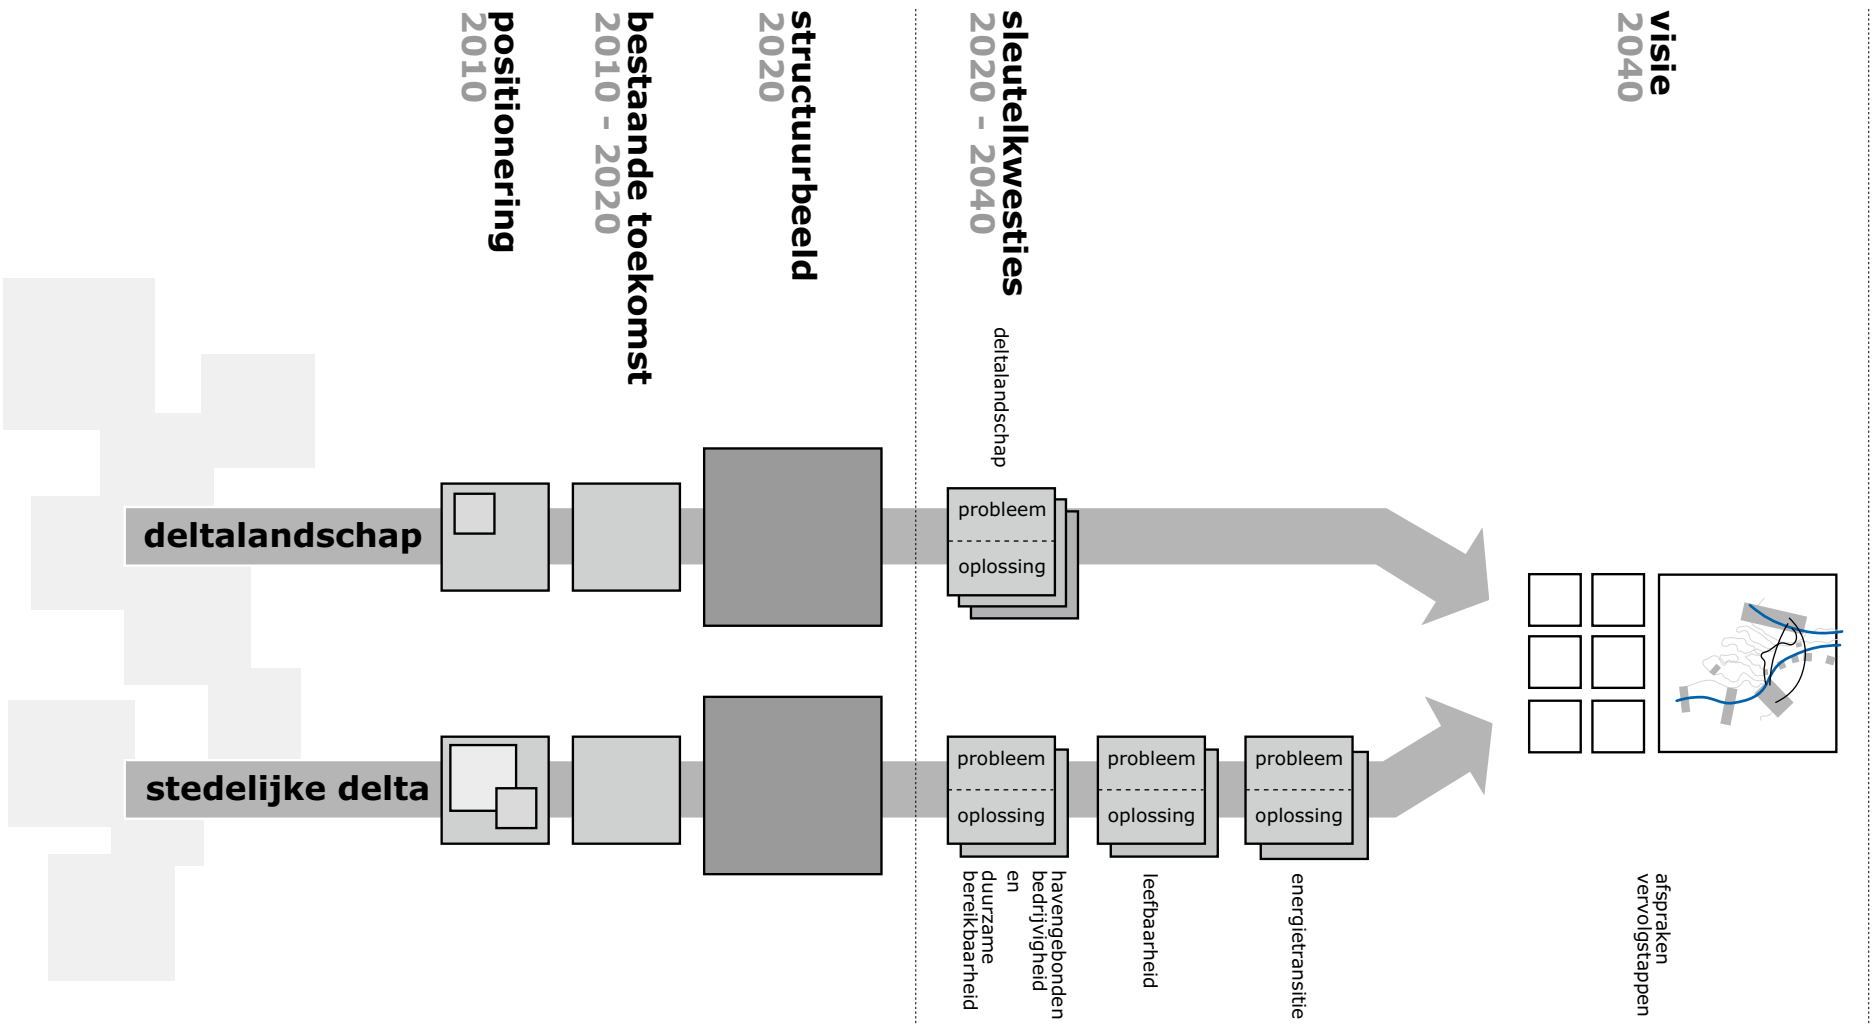 positionering
2010
bestaande toekomst
2010 - 2020
structuurbeeld
2020
sleutelkwesties
2020 - 2040
visie
2040
deltalandschap
deltalandschap
probleem
oplossing
stedelijke delta
probleem
oplossing
probleem
oplossing
probleem
oplossing
havengebonden
bedrijvigheid
en
duurzame
bereikbaarheid
leefbaarheid
energietransitie
afspraken
vervolgstappen